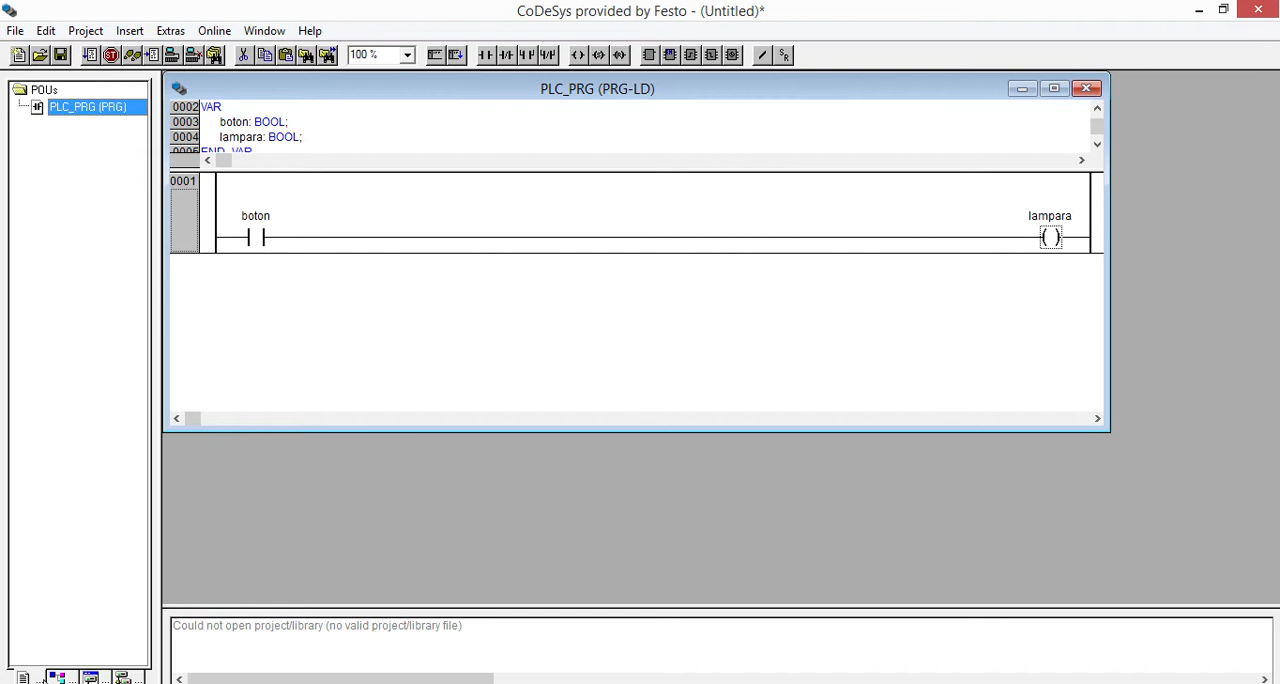 CoDeSys provided by Festo - (Untitled)*
File Edit Project Insert Extras Online Window Help
100 %
POUs
PLC_PRG (PRG)
PLC_PRG (PRG-LD)
0002 VAR
0003 boton: BOOL;
0004 lampara: BOOL;
0005 END_VAR
0001
boton
lampara
Could not open project/library (no valid project/library file)